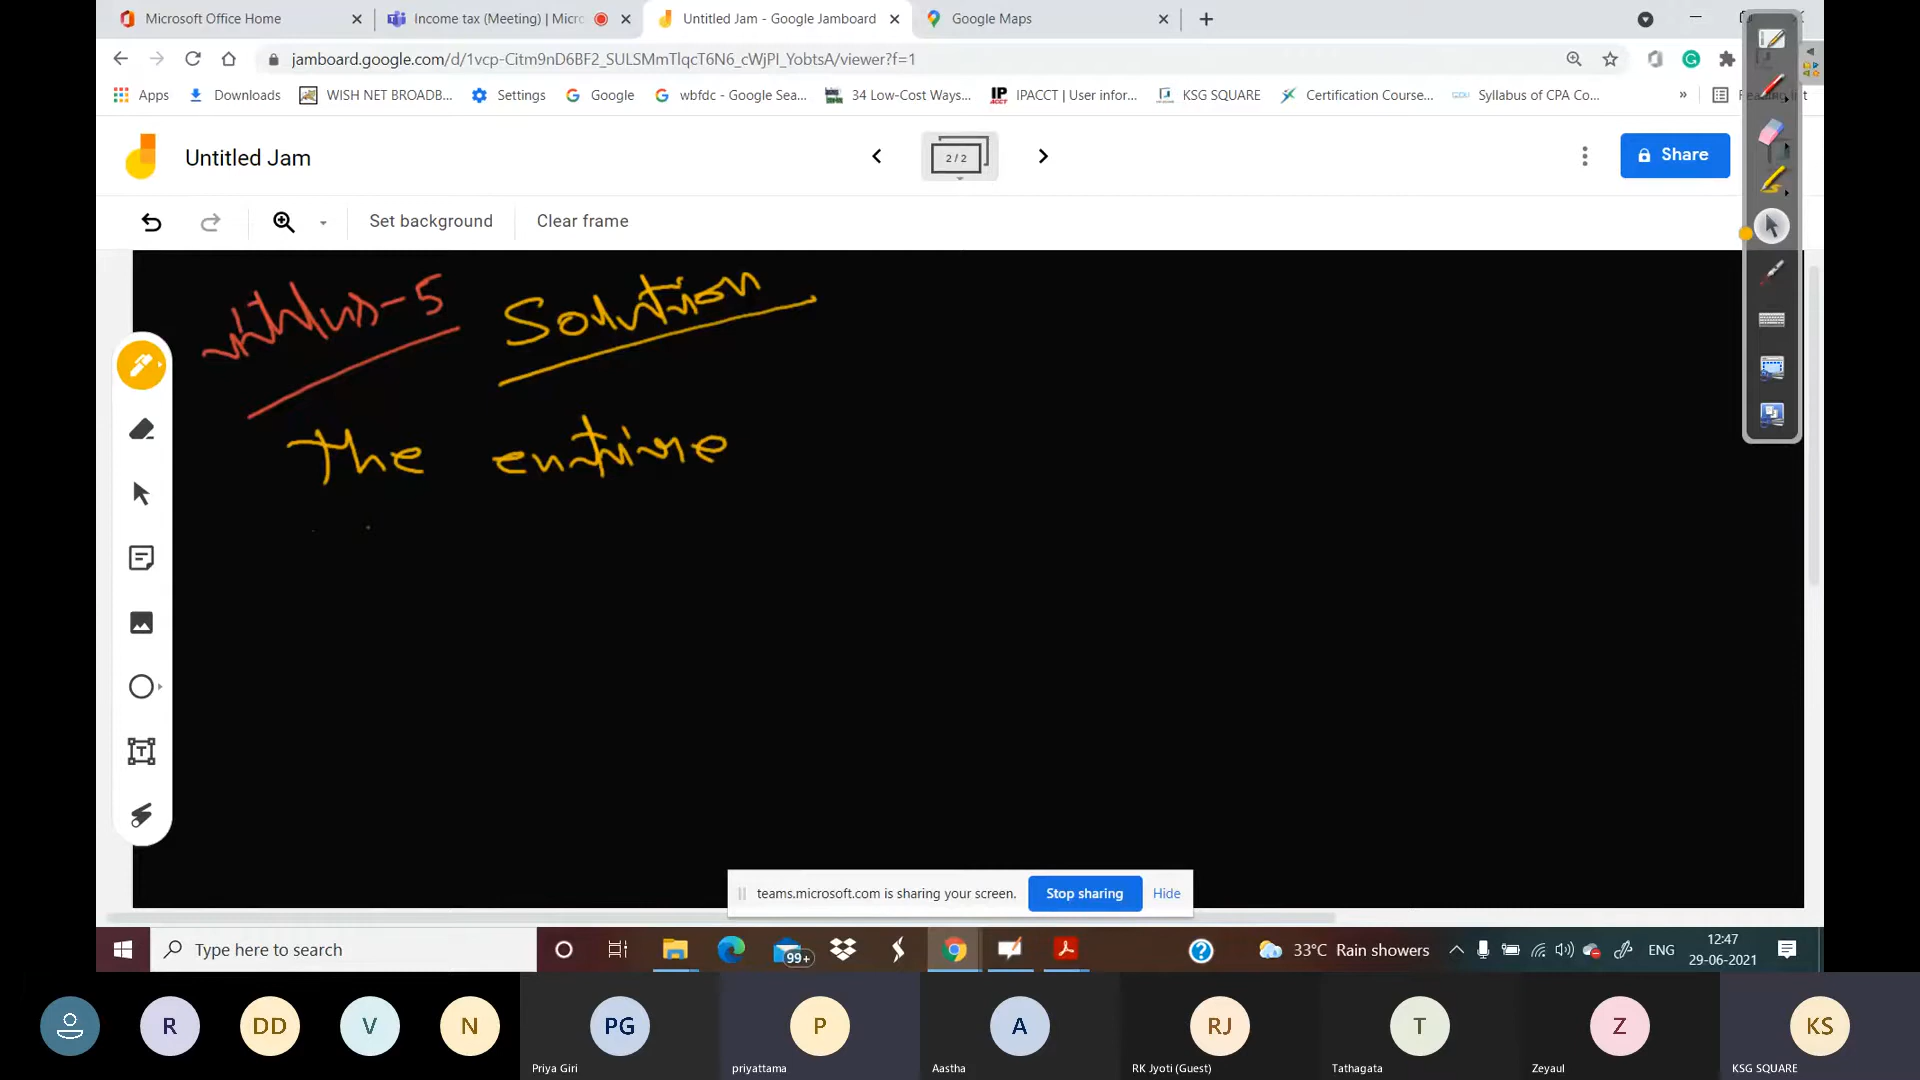 Microsoft Office Home
Income tax (Meeting) | Micro
Untitled Jam - Google Jamboard
Google Maps
jamboard.google.com/d/1vcp-Citm9nD6BF2_SULSMmTlqcT6N6_cWjPI_YobtsA/viewer?f=1
Apps Downloads WISH NET BROADB... Settings Google wbfdc - Google Sea... 34 Low-Cost Ways... IPACCT | User infor... KSG SQUARE Certification Course... Syllabus of CPA Co... » Reading list
Untitled Jam
2 / 2
Share
Set background Clear frame
-5 Solution
The entire
teams.microsoft.com is sharing your screen. Stop sharing Hide
Type here to search
99+
33°C Rain showers
ENG
12:47
29-06-2021
R DD V N PG P A RJ T Z KS
Priya Giri priyattama Aastha RK Jyoti (Guest) Tathagata Zeyaul KSG SQUARE